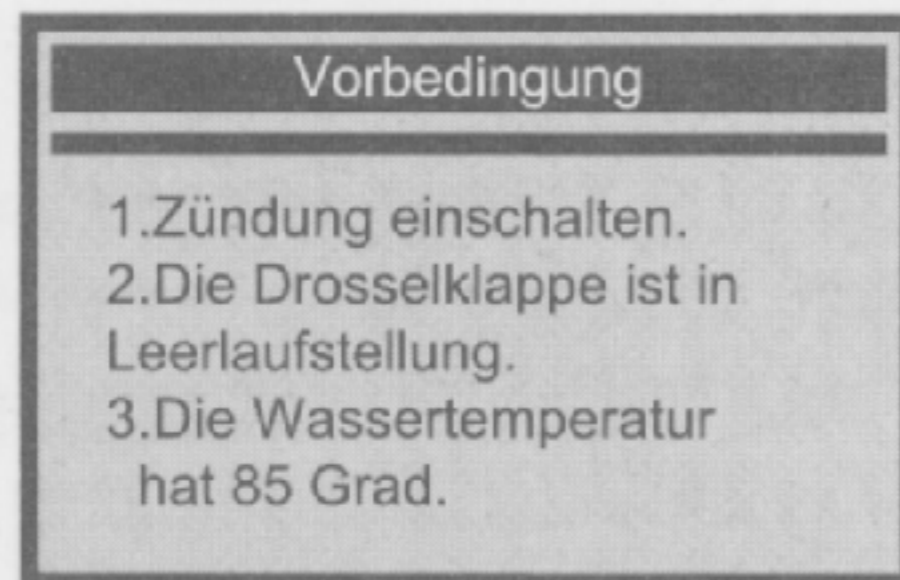 Vorbedingung
1.Zündung einschalten.
2.Die Drosselklappe ist in
Leerlaufstellung.
3.Die Wassertemperatur
hat 85 Grad.